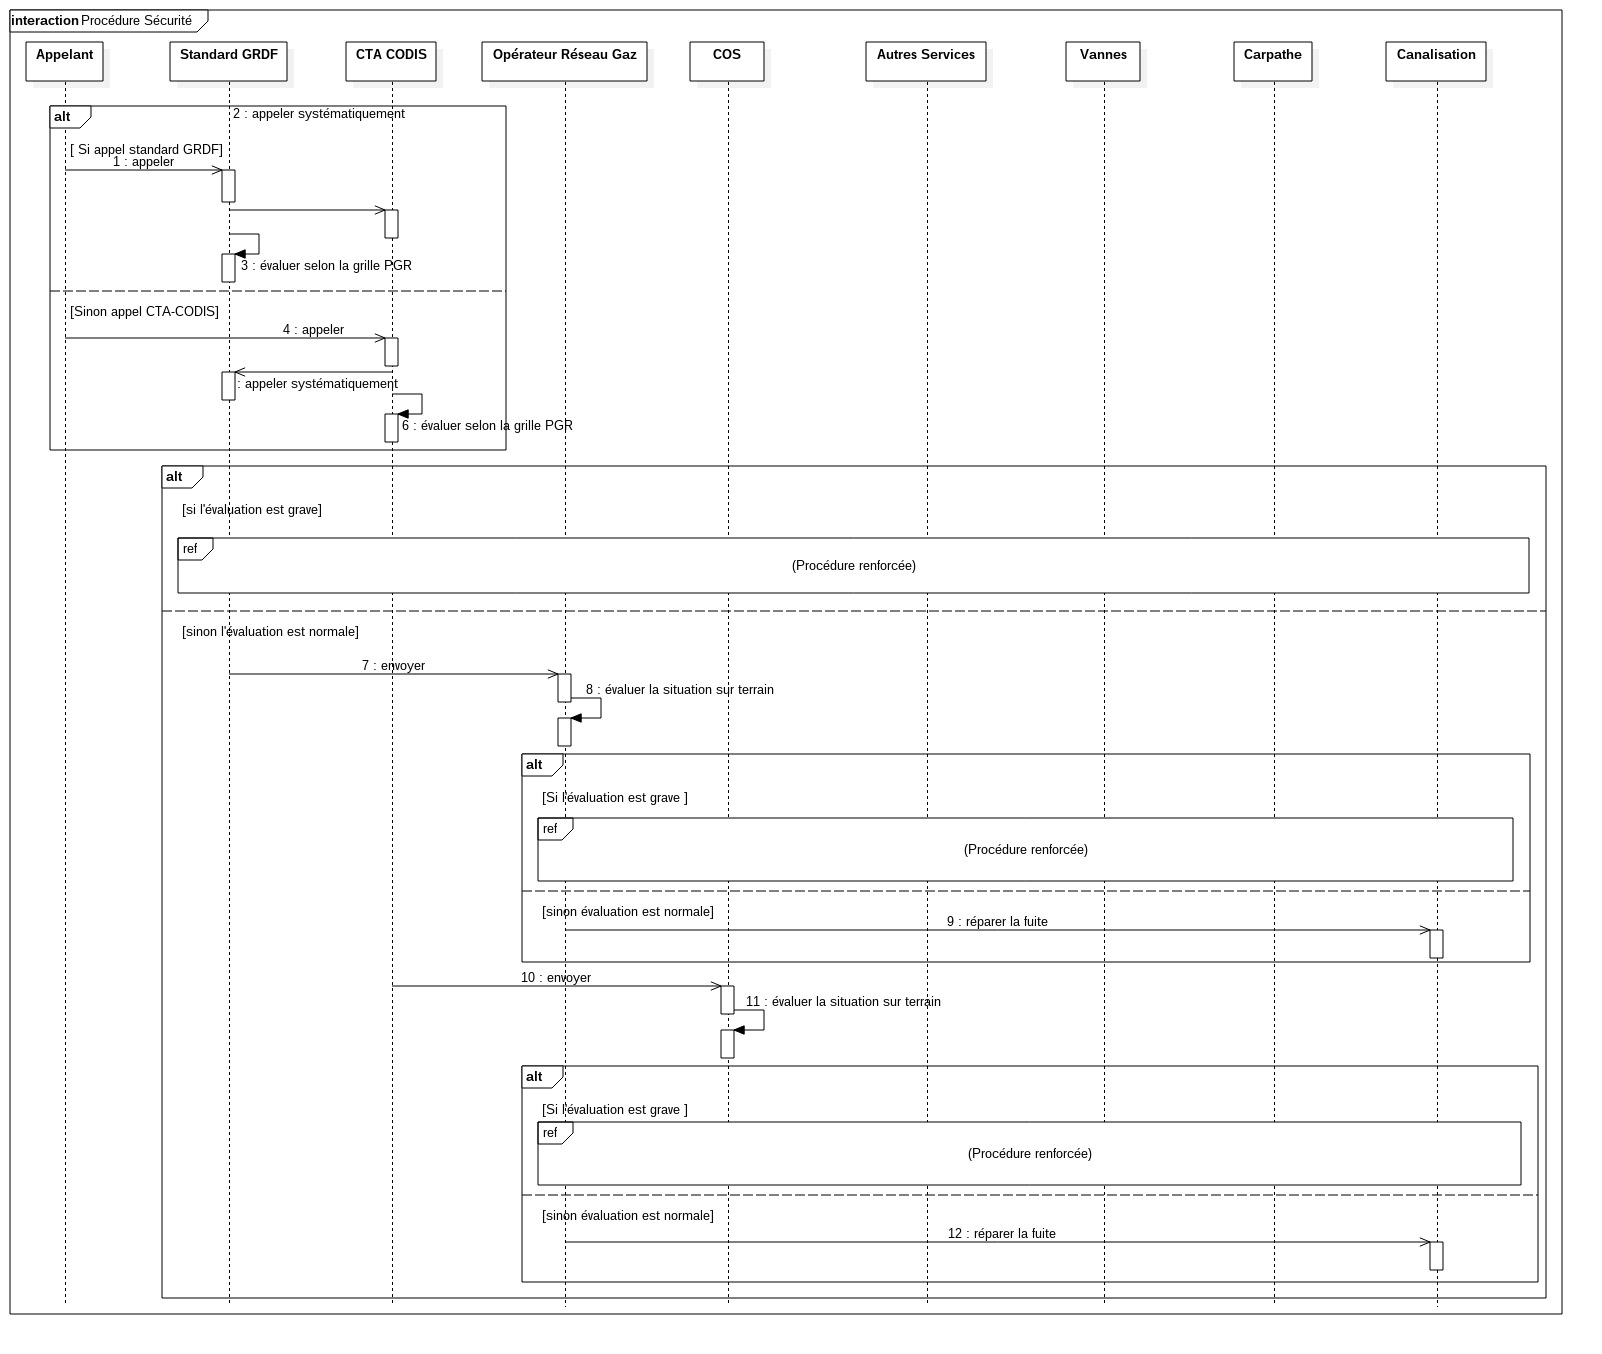 interaction Procédure Sécurité
Appelant
Standard GRDF
CTA CODIS
Opérateur Réseau Gaz
COS
Autres Services
Vannes
Carpathe
Canalisation
alt
2 : appeler systématiquement
[ Si appel standard GRDF]
1 : appeler
3 : évaluer selon la grille PGR
[Sinon appel CTA-CODIS]
4 : appeler
: appeler systématiquement
6 : évaluer selon la grille PGR
alt
[si l'évaluation est grave]
ref
(Procédure renforcée)
[sinon l'évaluation est normale]
7 : envoyer
8 : évaluer la situation sur terrain
alt
[Si l'évaluation est grave ]
ref
(Procédure renforcée)
[sinon évaluation est normale]
9 : réparer la fuite
10 : envoyer
11 : évaluer la situation sur terrain
alt
[Si l'évaluation est grave ]
ref
(Procédure renforcée)
[sinon évaluation est normale]
12 : réparer la fuite